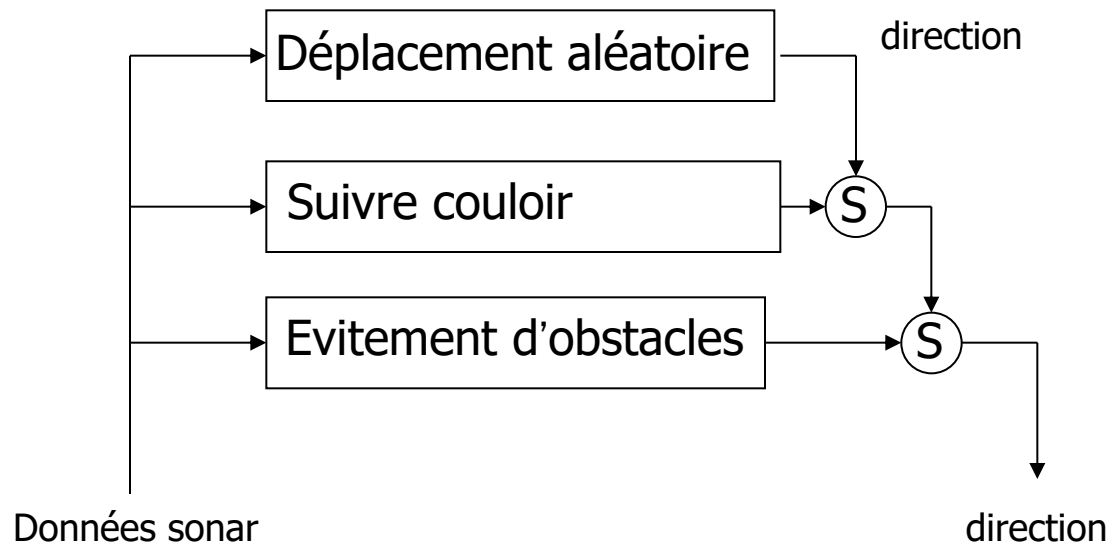 direction
Déplacement aléatoire
Suivre couloir
S
Evitement d’obstacles
S
Données sonar
direction